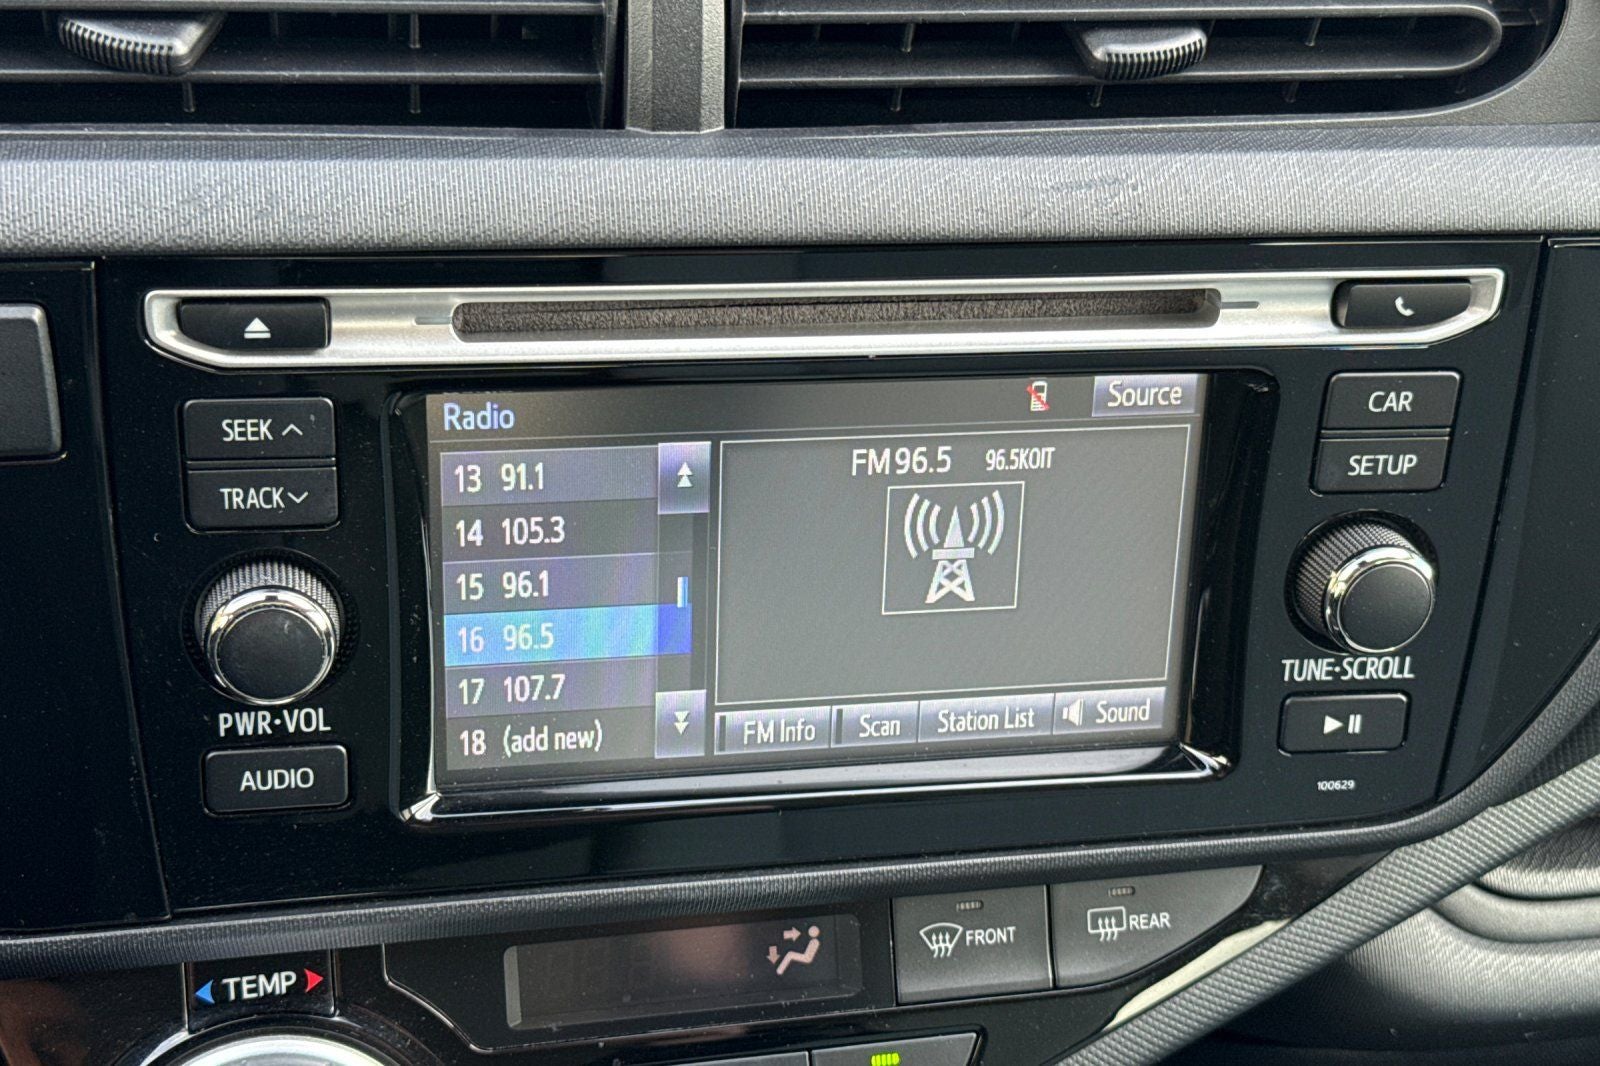 SEEK
TRACK
PWR·VOL
AUDIO
Radio
Source
13 91.1
14 105.3
15 96.1
16 96.5
17 107.7
18 (add new)
FM 96.5 96.5KOIT
FM Info
Scan
Station List
Sound
CAR
SETUP
TUNE·SCROLL
100629
TEMP
FRONT
REAR